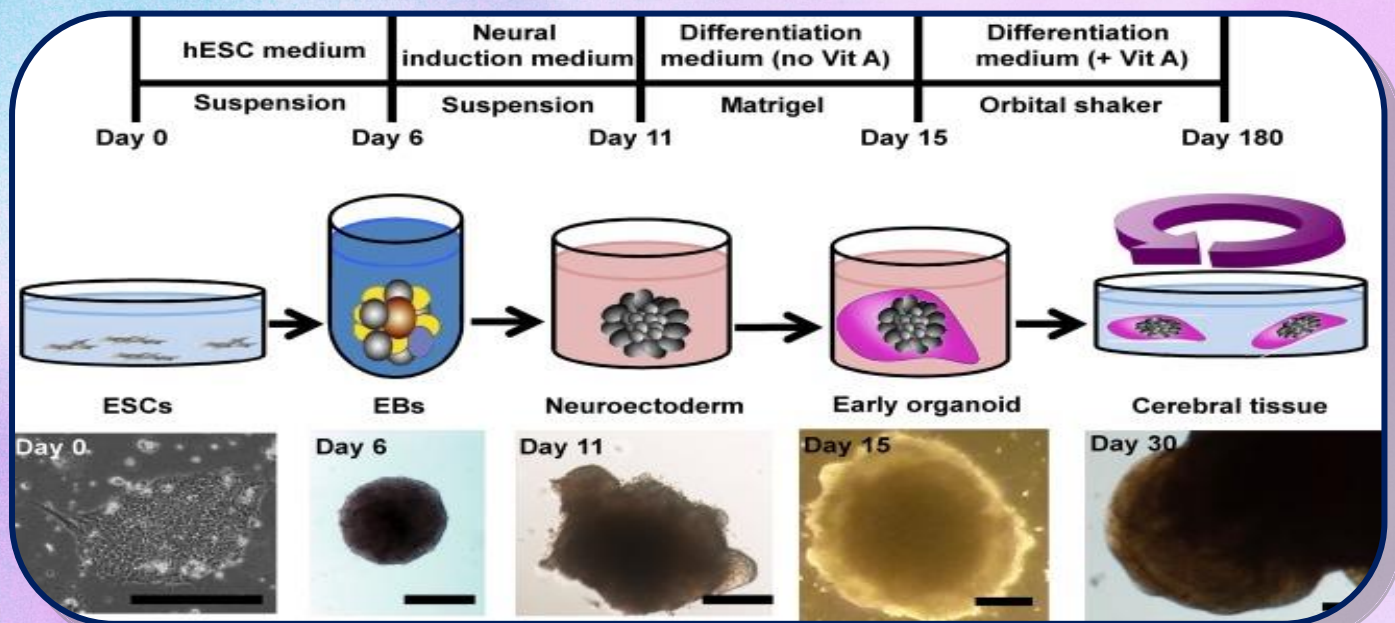 hESC medium
Neural
induction medium
Differentiation
medium (no Vit A)
Differentiation
medium (+ Vit A)
Suspension
Suspension
Matrigel
Orbital shaker
Day 0
Day 6
Day 11
Day 15
Day 180
ESCs
EBs
Neuroectoderm
Early organoid
Cerebral tissue
Day 0
Day 6
Day 11
Day 15
Day 30